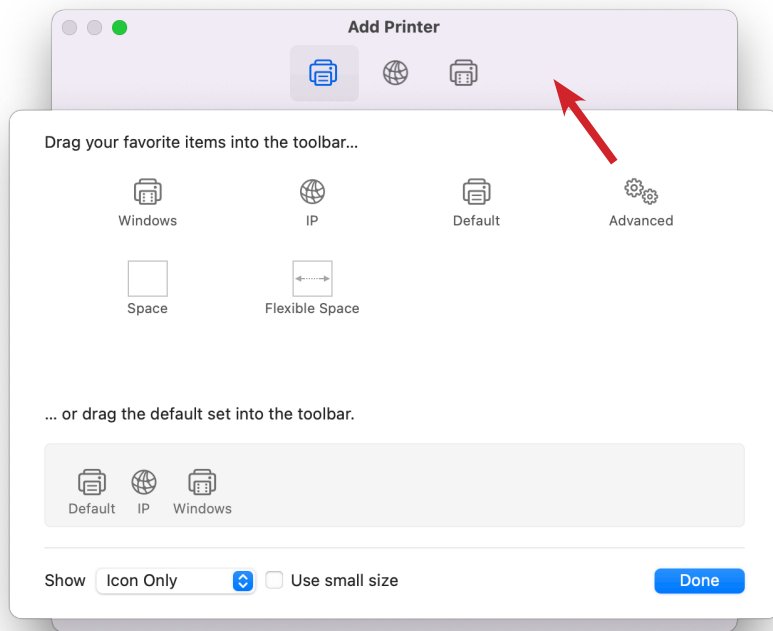 Add Printer
Drag your favorite items into the toolbar...
Windows IP Default Advanced
Space Flexible Space
... or drag the default set into the toolbar.
Default IP Windows
Show Icon Only Use small size Done